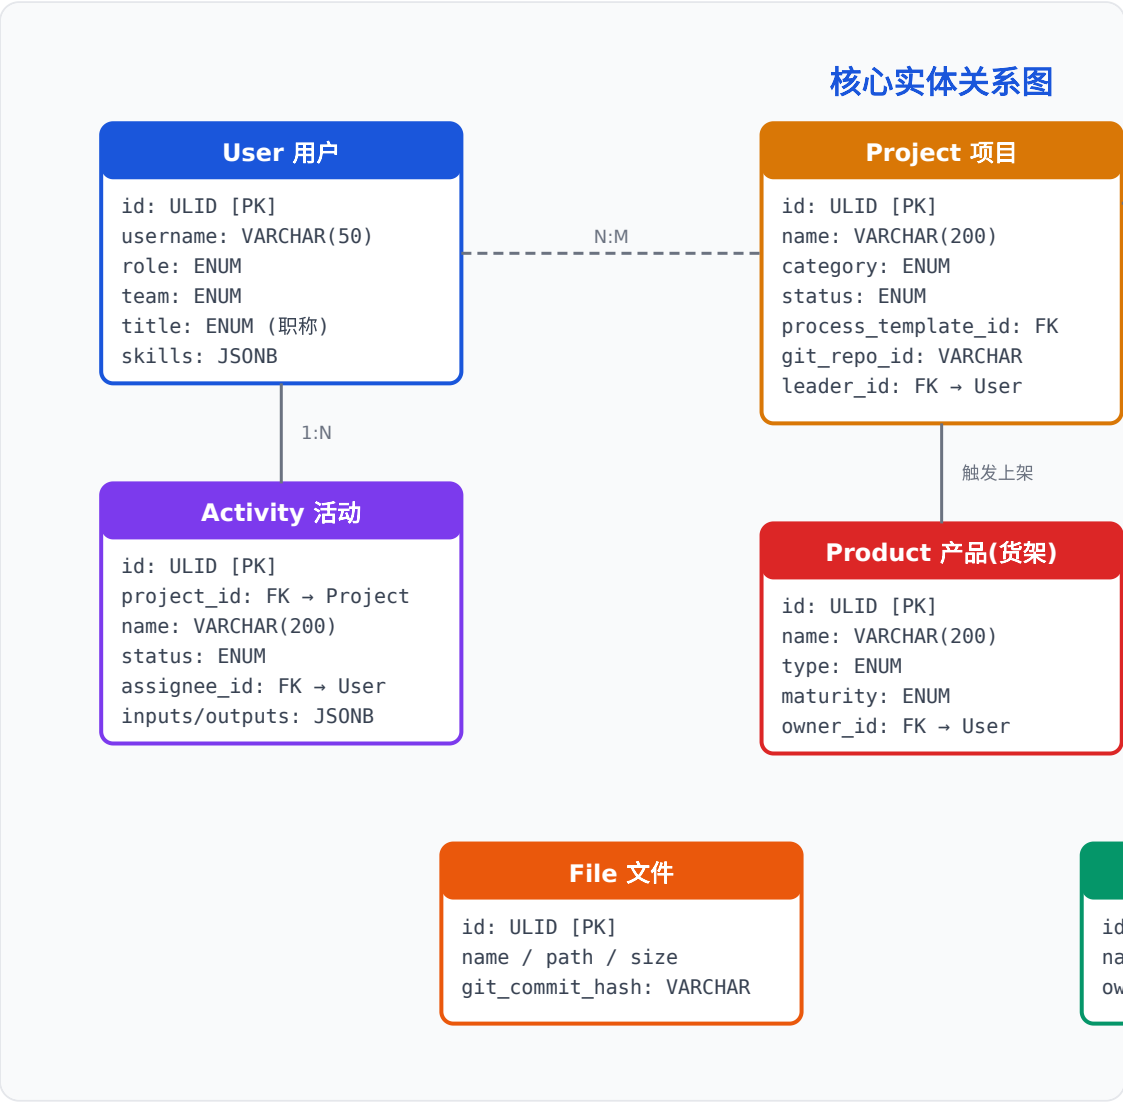 核心实体关系图
User 用户
id: ULID [PK]
username: VARCHAR(50)
role: ENUM
team: ENUM
title: ENUM (职称)
skills: JSONB
N:M
Project 项目
id: ULID [PK]
name: VARCHAR(200)
category: ENUM
status: ENUM
process_template_id: FK
git_repo_id: VARCHAR
leader_id: FK → User
1:N
触发上架
Activity 活动
id: ULID [PK]
project_id: FK → Project
name: VARCHAR(200)
status: ENUM
assignee_id: FK → User
inputs/outputs: JSONB
Product 产品(货架)
id: ULID [PK]
name: VARCHAR(200)
type: ENUM
maturity: ENUM
owner_id: FK → User
File 文件
id: ULID [PK]
name / path / size
git_commit_hash: VARCHAR
id
na
ow